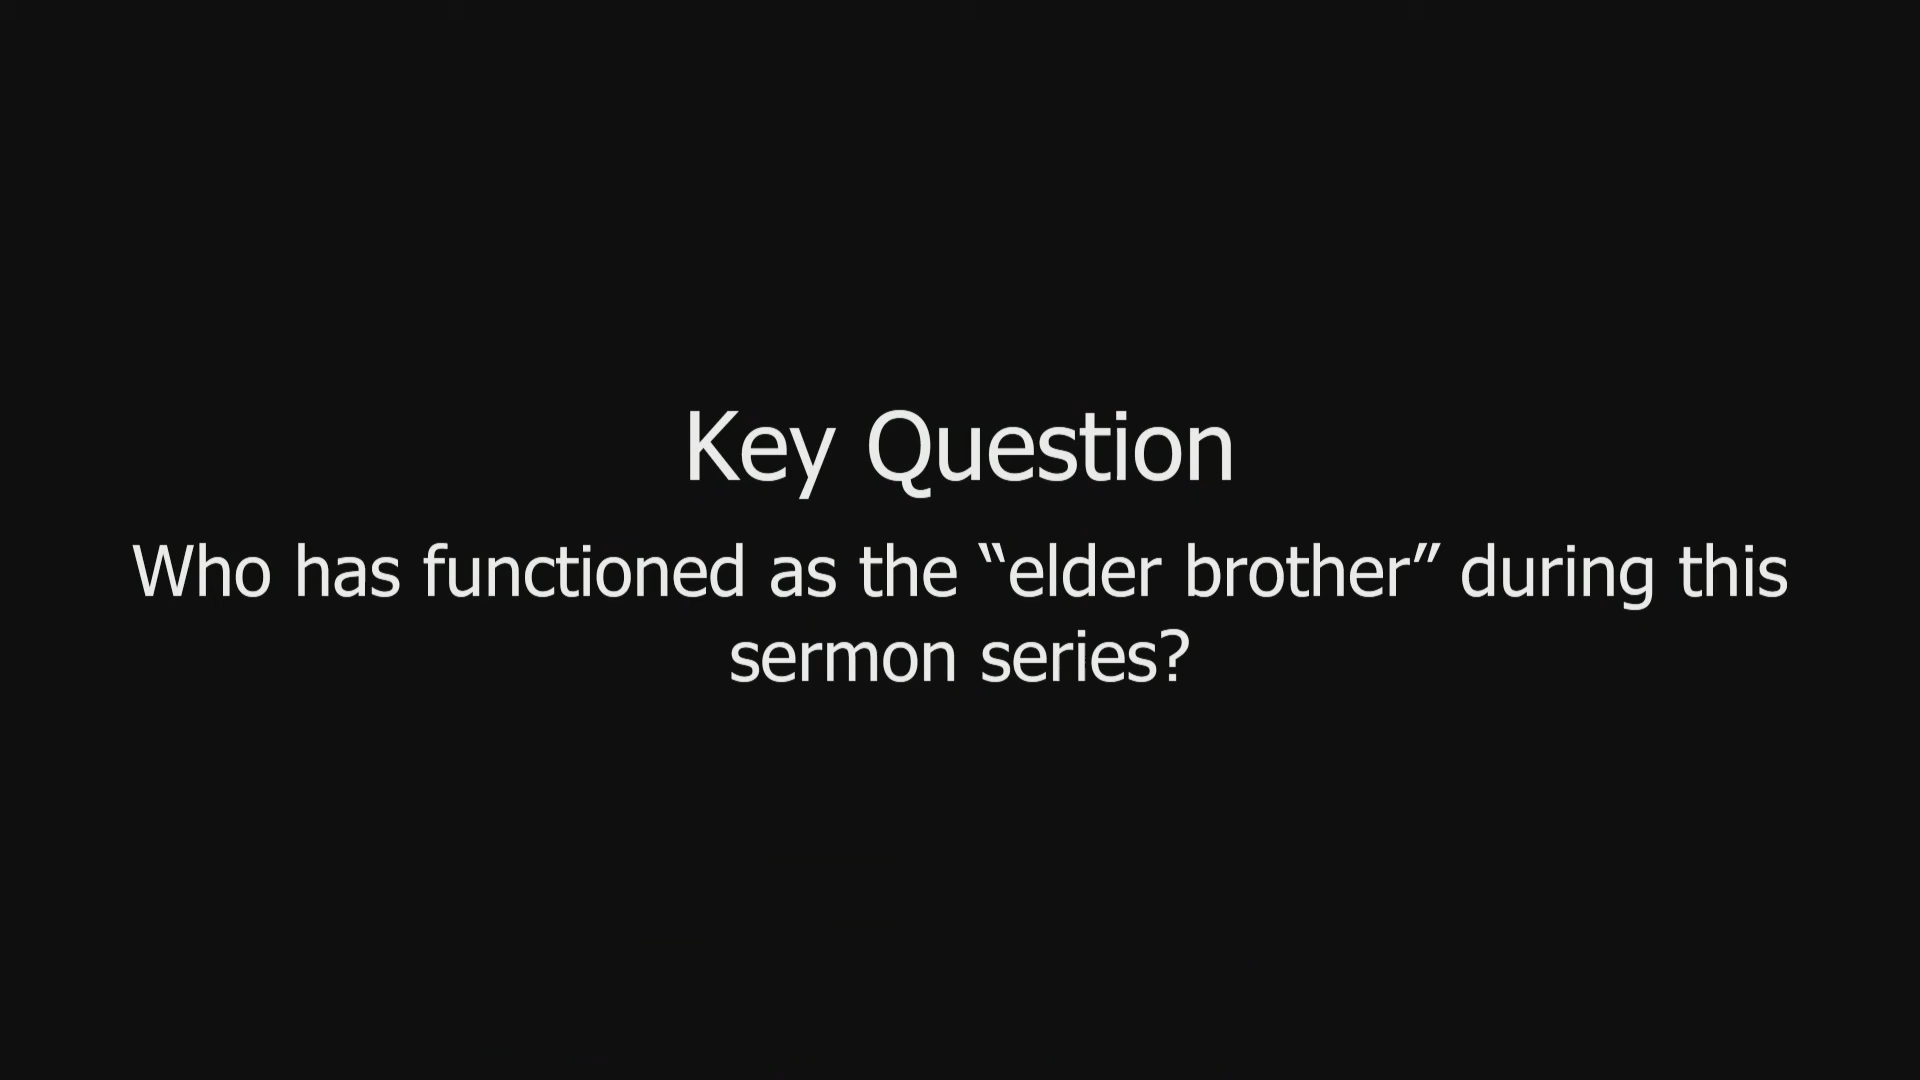 Key Question
Who has functioned as the “elder brother” during this
sermon series?